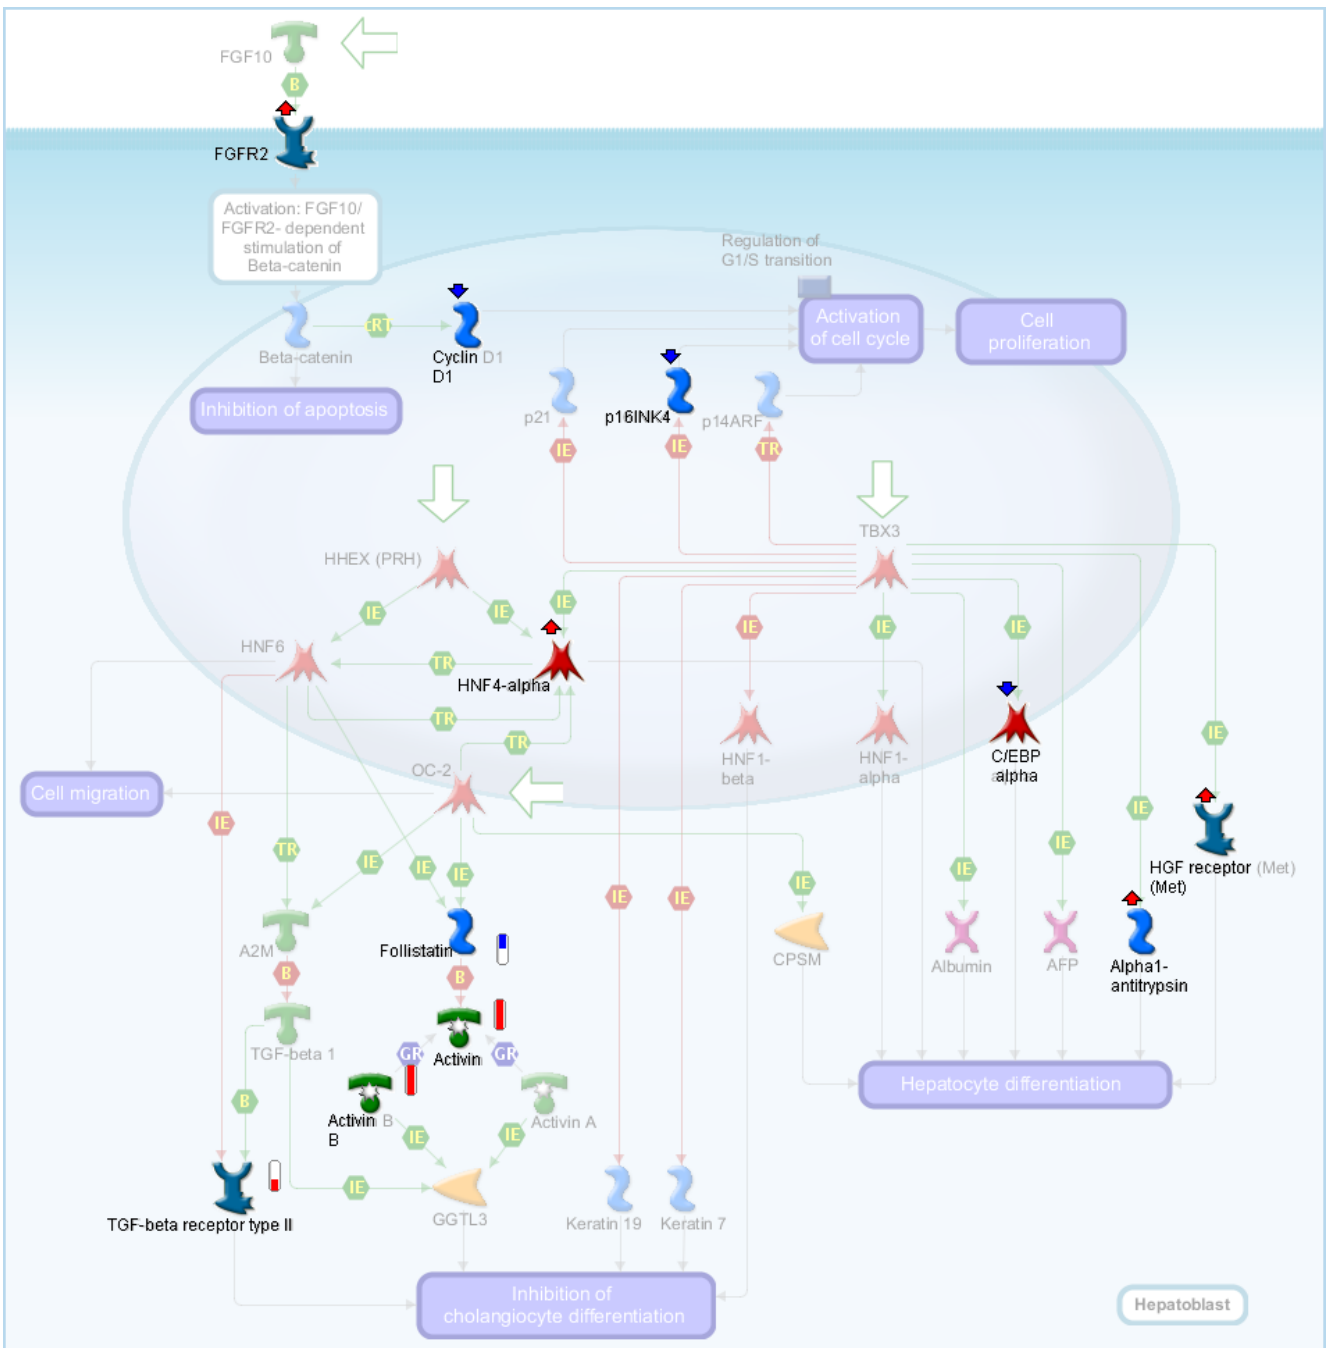 FGF10
B
FGFR2
Activation: FGF10/
FGFR2- dependent
stimulation of
Beta-catenin
Regulation of
G1/S transition
Beta-catenin
cRT
Cyclin D1
D1
Activation
of cell cycle
Cell
proliferation
Inhibition of apoptosis
p21
p16INK4
p14ARF
IE
IE
TR
TBX3
HHEX (PRH)
IE
IE
IE
IE
IE
IE
HNF6
TR
HNF4-alpha
TR
TR
IE
HNF1-
beta
HNF1-
alpha
C/EBP
alpha
OC-2
Cell migration
IE
TR
IE
IE
IE
IE
IE
IE
IE
IE
IE
HGF receptor (Met)
(Met)
A2M
Follistatin
CPSM
Albumin
AFP
Alpha1-
antitrypsin
B
B
TGF-beta 1
GR
Activin
GR
Hepatocyte differentiation
B
Activin B
B
Activin A
IE
IE
TGF-beta receptor type II
IE
GGTL3
Keratin 19
Keratin 7
Inhibition of
cholangiocyte differentiation
Hepatoblast